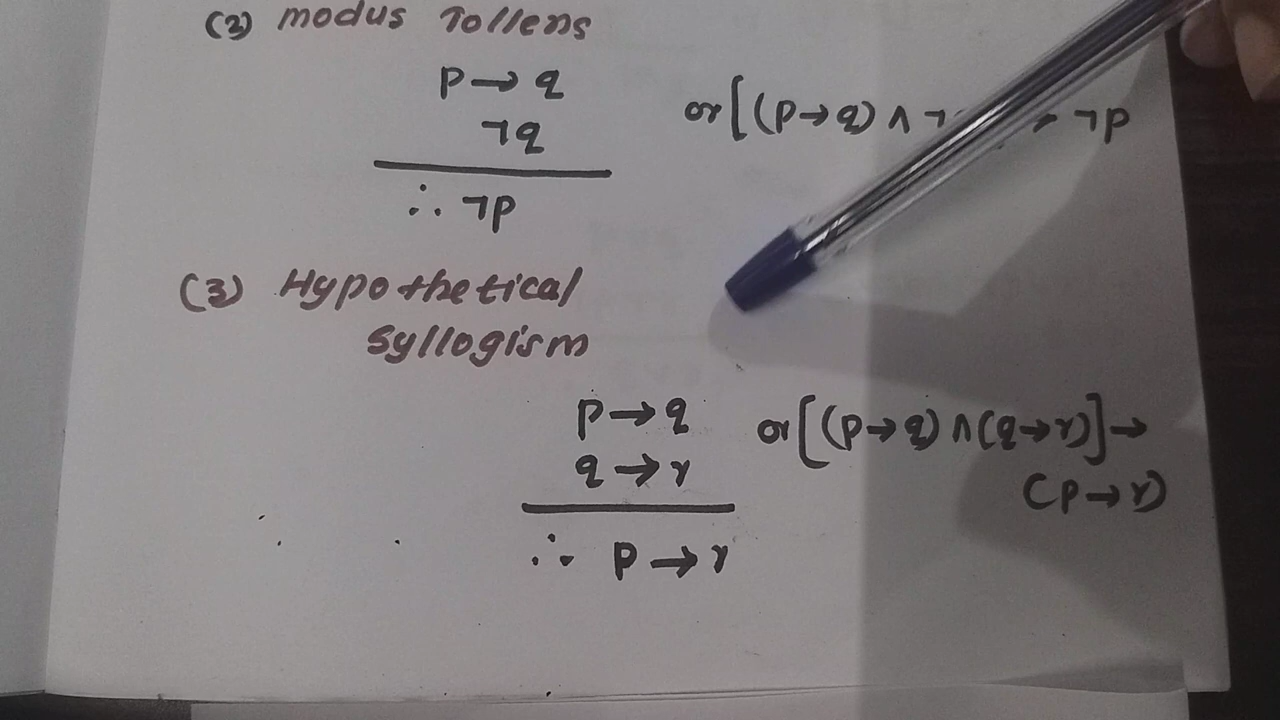 (2) modus Tollens
p → q
¬q
or [(p → q) ∧ ¬
¬p
∴ ¬p
(3) Hypothetical
Syllogism
p → q
q → r
or [(p → q) ∧ (q → r)] →
(p → r)
∴ p → r